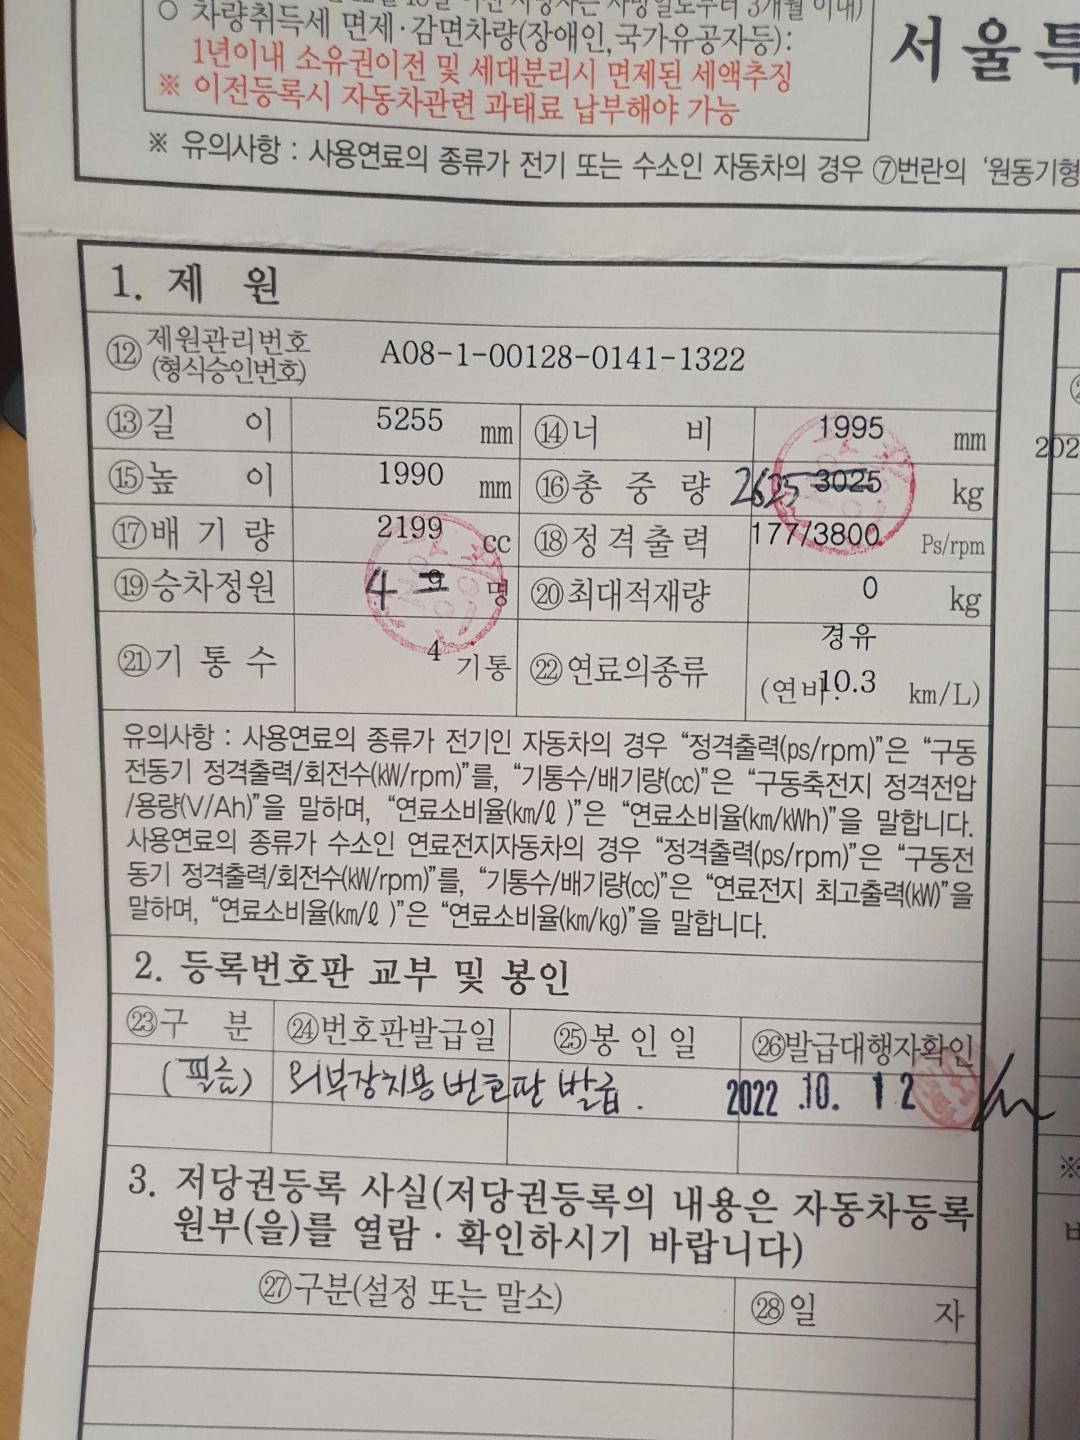 3개월 이내)
○ 차량취득세 면제·감면차량(장애인,국가유공자등):
1년이내 소유권이전 및 세대분리시 면제된 세액추징
※ 이전등록시 자동차관련 과태료 납부해야 가능
서울특
※ 유의사항 : 사용연료의 종류가 전기 또는 수소인 자동차의 경우 ⑦번란의 '원동기형
1. 제 원
⑫ 제원관리번호 (형식승인번호) A08-1-00128-0141-1322
⑬ 길 이 5255 mm ⑭ 너 비 1995 mm
⑮ 높 이 1990 mm ⑯ 총 중 량 2625 3025 kg
⑰ 배 기 량 2199 cc ⑱ 정격출력 177/3800 Ps/rpm
⑲ 승차정원 4 9 명 ⑳ 최대적재량 0 kg
㉑ 기 통 수 4 기통 ㉒ 연료의종류 경유
(연비: 10.3 km/L)
유의사항 : 사용연료의 종류가 전기인 자동차의 경우 “정격출력(ps/rpm)”은 “구동
전동기 정격출력/회전수(kW/rpm)”를, “기통수/배기량(cc)”은 “구동축전지 정격전압
/용량(V/Ah)”을 말하며, “연료소비율(km/ℓ )”은 “연료소비율(km/kWh)”을 말합니다.
사용연료의 종류가 수소인 연료전지자동차의 경우 “정격출력(ps/rpm)”은 “구동전
동기 정격출력/회전수(kW/rpm)”를, “기통수/배기량(cc)”은 “연료전지 최고출력(kW)”을
말하며, “연료소비율(km/ℓ )”은 “연료소비율(km/kg)”을 말합니다.
2. 등록번호판 교부 및 봉인
㉓ 구 분 ㉔ 번호판발급일 ㉕ 봉 인 일 ㉖ 발급대행자확인
(필증) 외부장치용 번호판 발급. 2022.10.12
3. 저당권등록 사실(저당권등록의 내용은 자동차등록
원부(을)를 열람·확인하시기 바랍니다)
㉗ 구분(설정 또는 말소) ㉘ 일 자
202
※